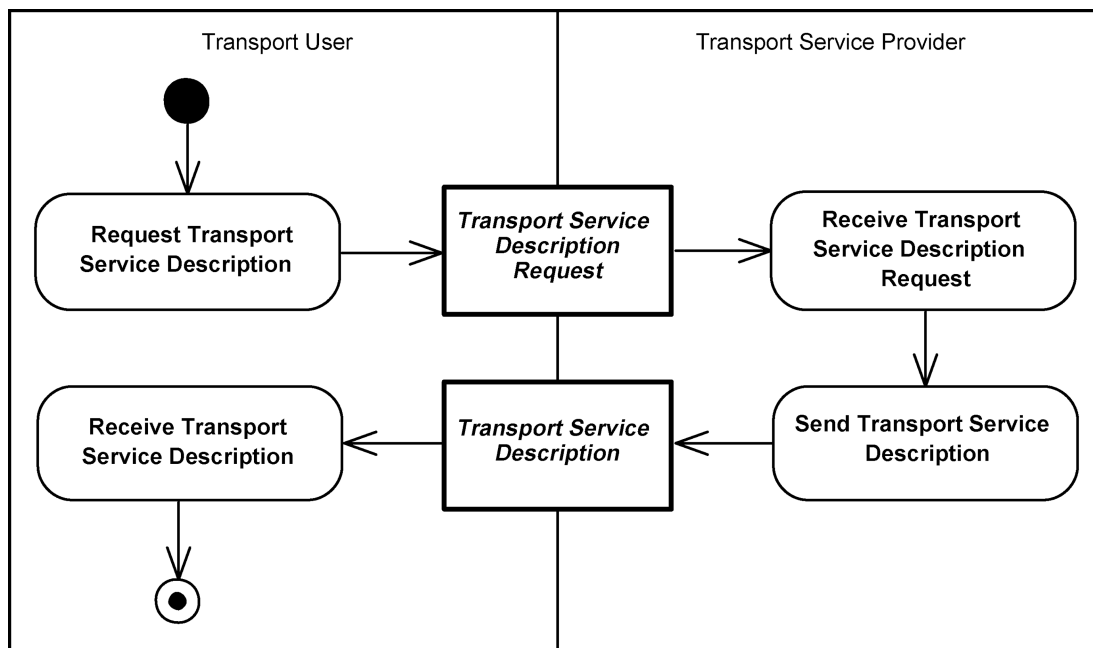 Transport User
Transport Service Provider
Request Transport
Service Description
Transport Service
Description
Request
Receive Transport
Service Description
Request
Receive Transport
Service Description
Transport Service
Description
Send Transport Service
Description